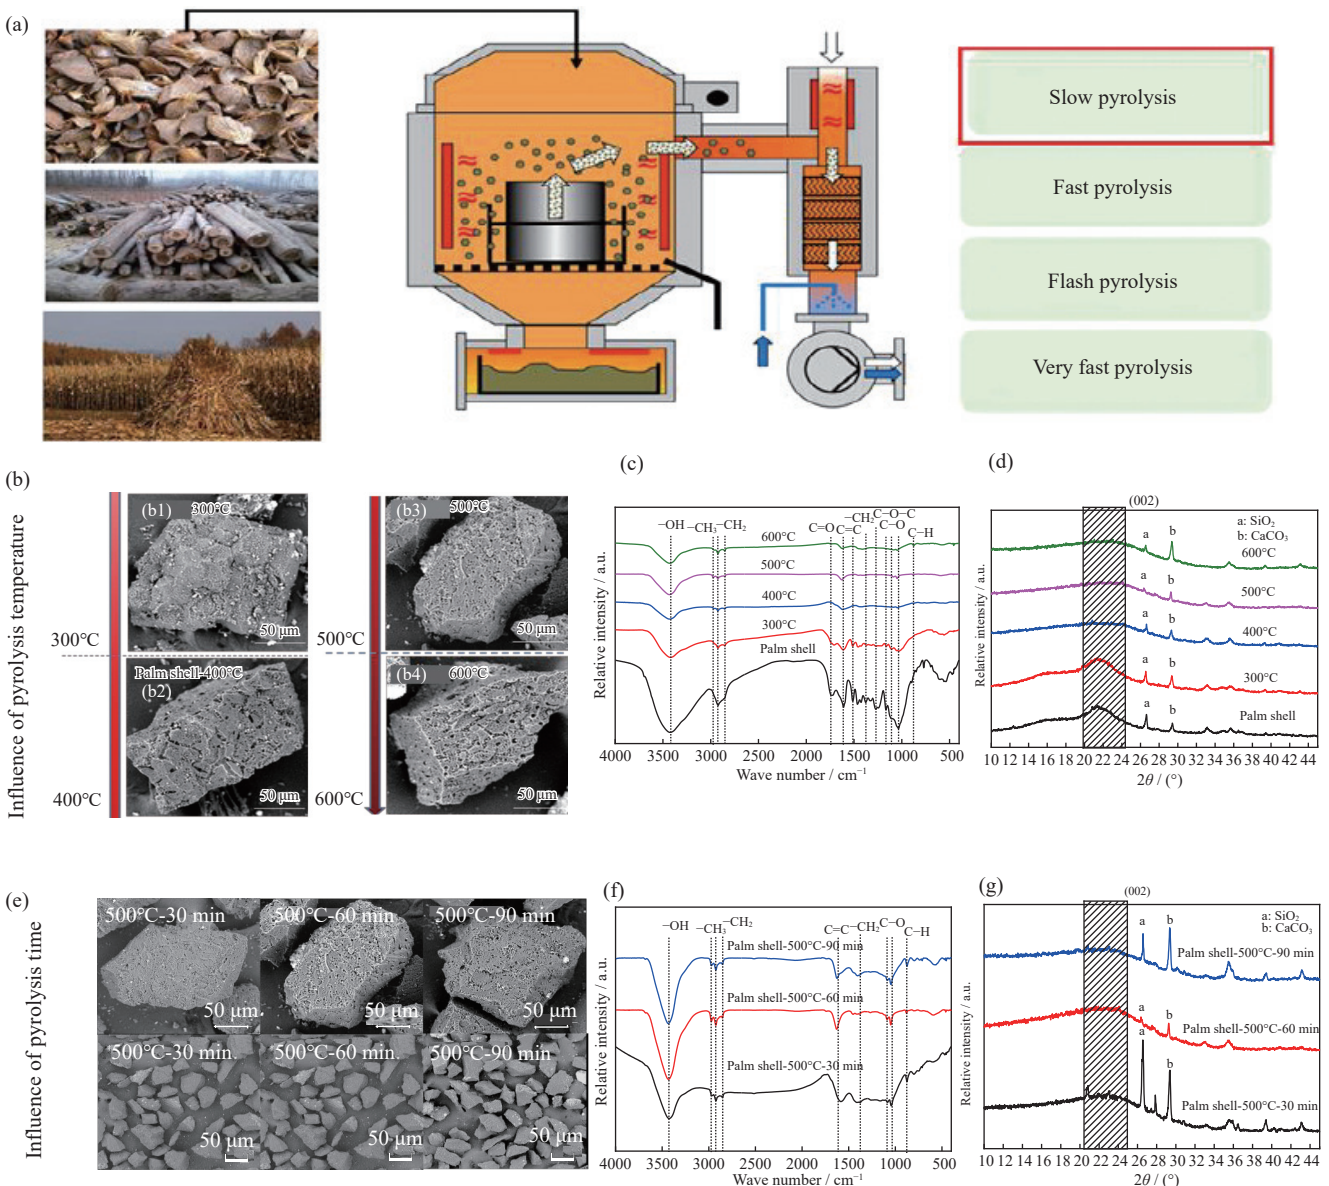 (a)
Slow pyrolysis
Fast pyrolysis
Flash pyrolysis
Very fast pyrolysis
(b)
Influence of pyrolysis temperature
300°C
400°C
(b1)
300°C
50 μm
Palm shell-400°C
(b2)
50 μm
500°C
600°C
(b3)
500°C
50 μm
(b4)
600°C
50 μm
(c)
−OH
−CH₃
−CH₂
C=O
C=C
−CH₂
C−O−C
C−O
C−H
600°C
500°C
400°C
300°C
Palm shell
Relative intensity / a.u.
4000 3500 3000 2500 2000 1500 1000 500
Wave number / cm⁻¹
(d)
(002)
a: SiO₂
b: CaCO₃
600°C
a
b
500°C
a
b
400°C
a
b
300°C
a
b
Palm shell
a
b
Relative intensity / a.u.
10 12 14 16 18 20 22 24 26 28 30 32 34 36 38 40 42 44
2θ / (°)
(e)
Influence of pyrolysis time
500°C-30 min
50 μm
500°C-60 min
50 μm
500°C-90 min
50 μm
500°C-30 min
50 μm
500°C-60 min
50 μm
500°C-90 min
50 μm
(f)
−OH
−CH₃
−CH₂
C=C
−CH₂
C−O
C−H
Palm shell-500°C-90 min
Palm shell-500°C-60 min
Palm shell-500°C-30 min
Relative intensity / a.u.
4000 3500 3000 2500 2000 1500 1000 500
Wave number / cm⁻¹
(g)
(002)
a: SiO₂
b: CaCO₃
a
b
Palm shell-500°C-90 min
a
b
Palm shell-500°C-60 min
a
b
Palm shell-500°C-30 min
Relative intensity / a.u.
10 12 14 16 18 20 22 24 26 28 30 32 34 36 38 40 42 44
2θ / (°)